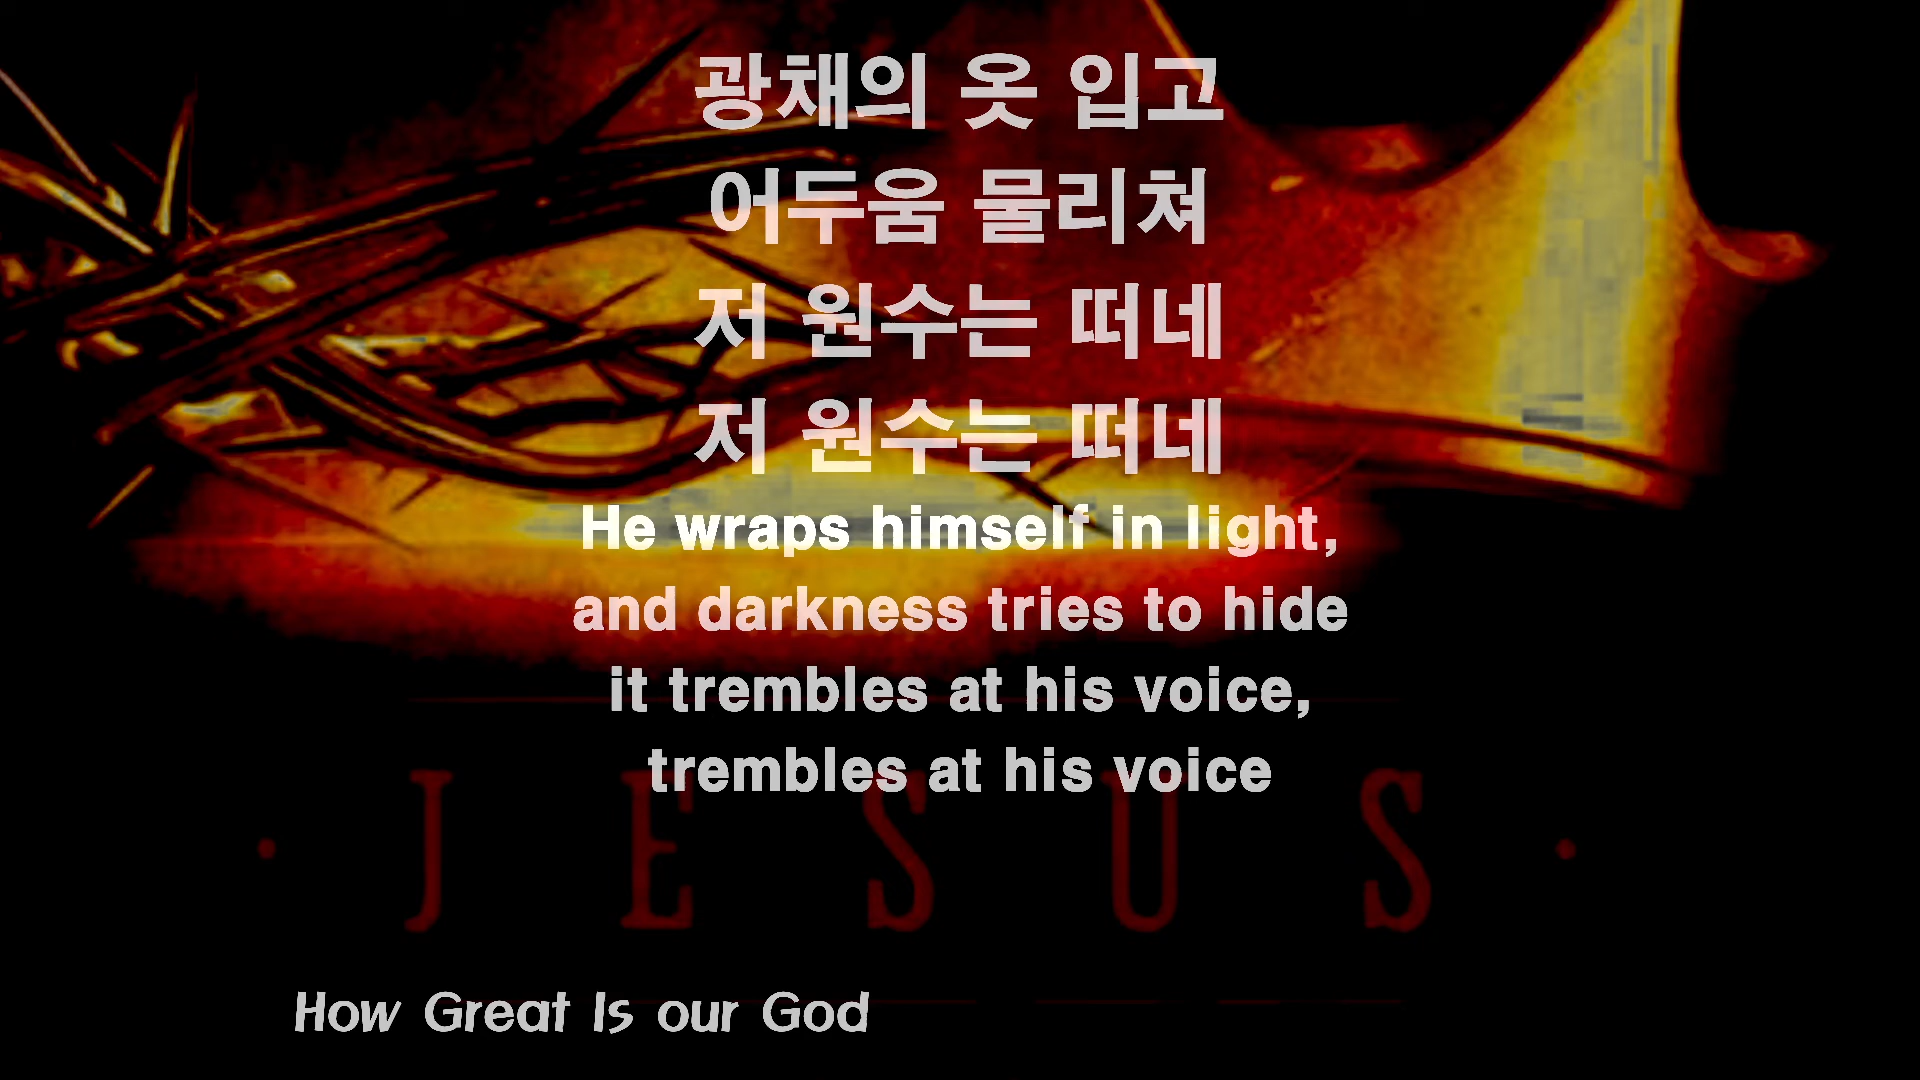 광채의 옷 입고
어두움 물리쳐
저 원수는 떠네
저 원수는 떠네
He wraps himself in light,
and darkness tries to hide
it trembles at his voice,
trembles at his voice
· JESUS ·
How Great Is our God